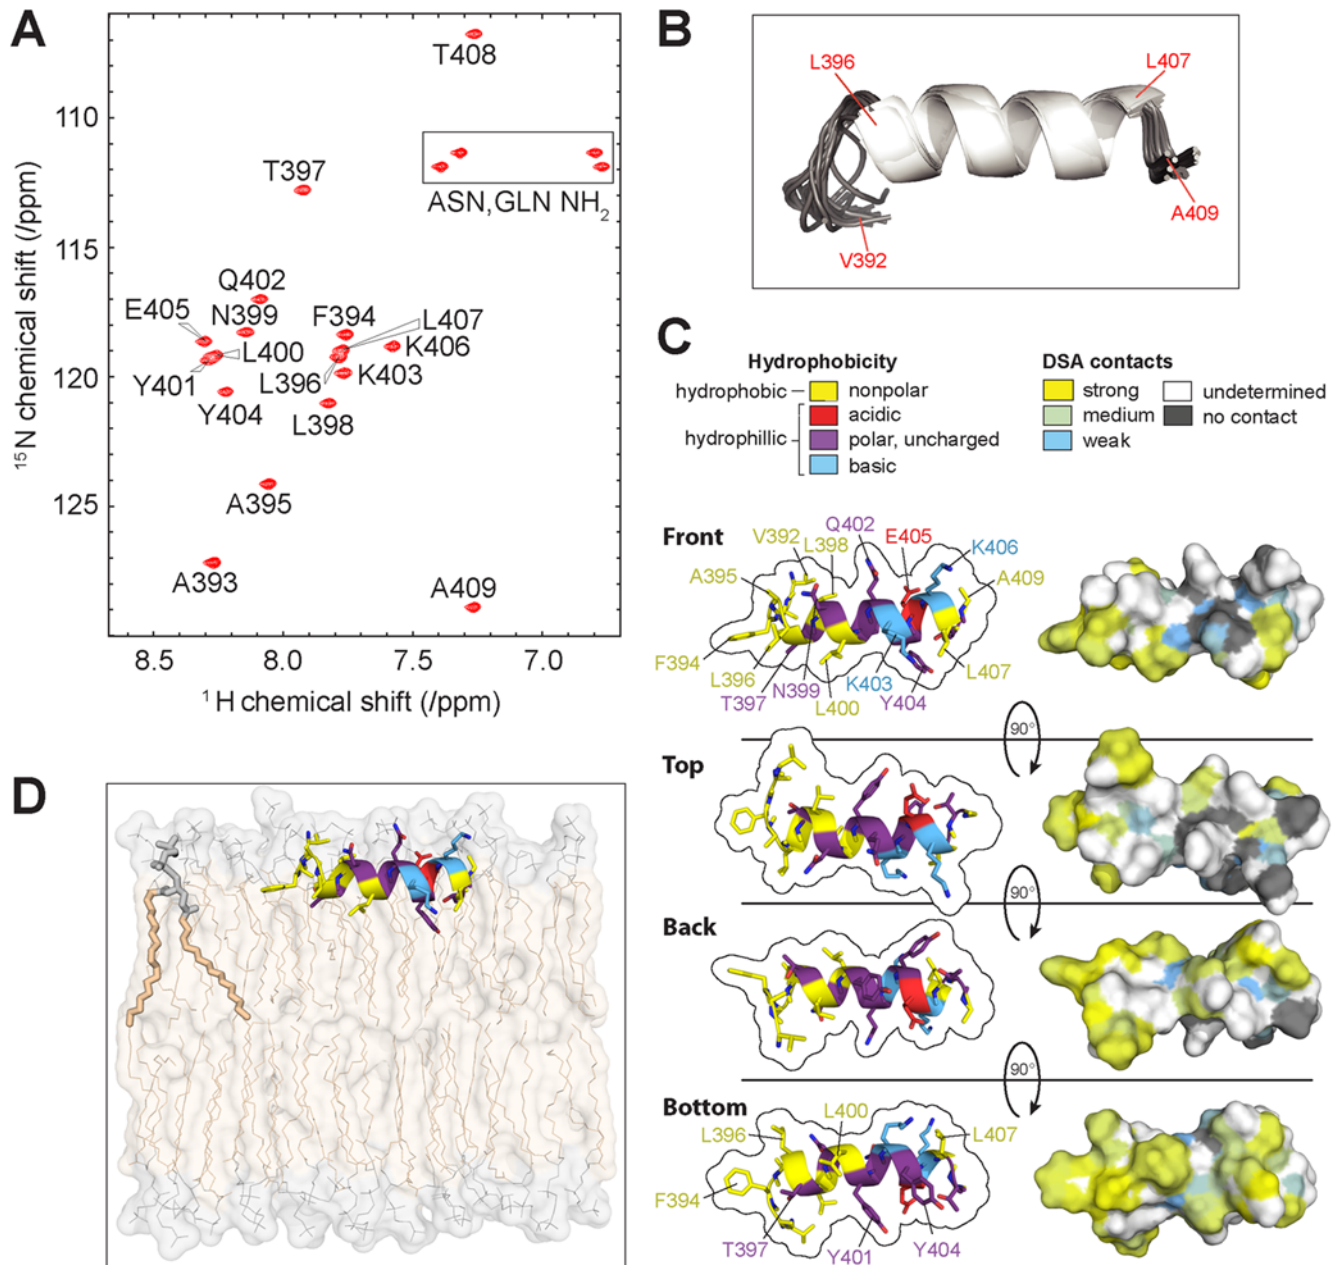 A
T408
110
T397
ASN,GLN NH2
115
Q402
E405
N399
F394
L407
L400
K406
Y401
L396
K403
120
Y404
L398
A395
125
A393
A409
8.5
8.0
7.5
7.0
15N chemical shift (/ppm)
1H chemical shift (/ppm)
B
L396
L407
A409
V392
C
Hydrophobicity
hydrophobic
nonpolar
acidic
hydrophillic
polar, uncharged
basic
DSA contacts
strong
undetermined
medium
no contact
weak
Front
Q402
V392
L398
E405
K406
A395
A409
F394
L396
T397
N399
L400
K403
Y404
L407
90°
Top
90°
Back
90°
Bottom
L400
L396
L407
F394
T397
Y401
Y404
D